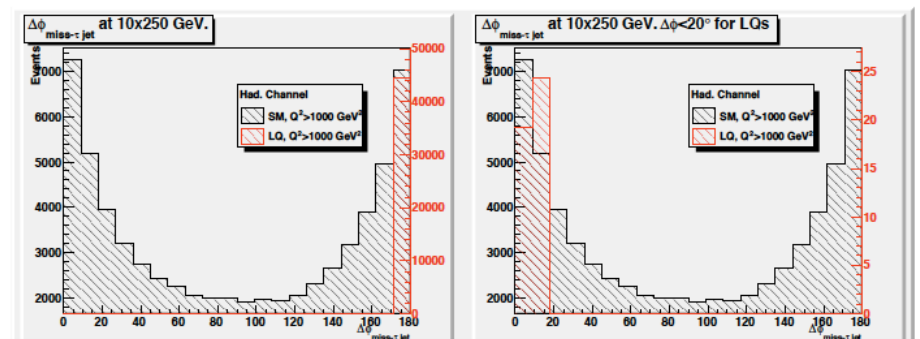 Δφmiss-τ jet at 10x250 GeV.
Events
7000
6000
5000
4000
3000
2000
Had. Channel
SM, Q²>1000 GeV²
LQ, Q²>1000 GeV²
50000
40000
30000
20000
10000
0
0 20 40 60 80 100 120 140 160 180
Δφmiss-τ jet
Δφmiss-τ jet at 10x250 GeV. Δφ<20° for LQs
Events
7000
6000
5000
4000
3000
2000
Had. Channel
SM, Q²>1000 GeV²
LQ, Q²>1000 GeV²
25
20
15
10
5
0
0 20 40 60 80 100 120 140 160 180
Δφmiss-τ jet